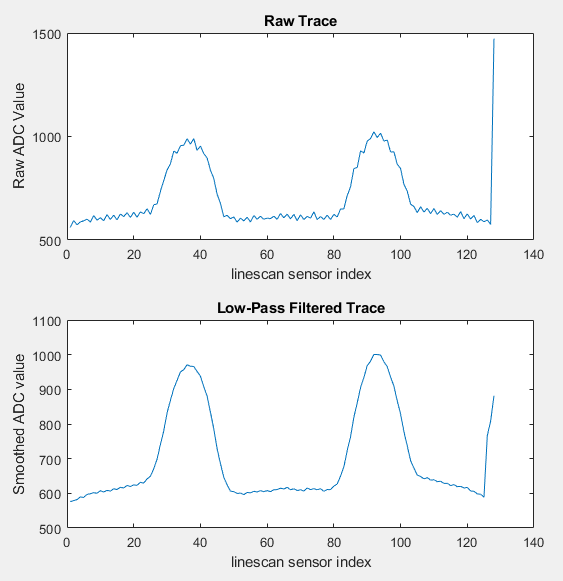 Raw Trace
1500
1000
500
Raw ADC Value
0 20 40 60 80 100 120 140
linescan sensor index
Low-Pass Filtered Trace
1100
1000
900
800
700
600
500
Smoothed ADC value
0 20 40 60 80 100 120 140
linescan sensor index